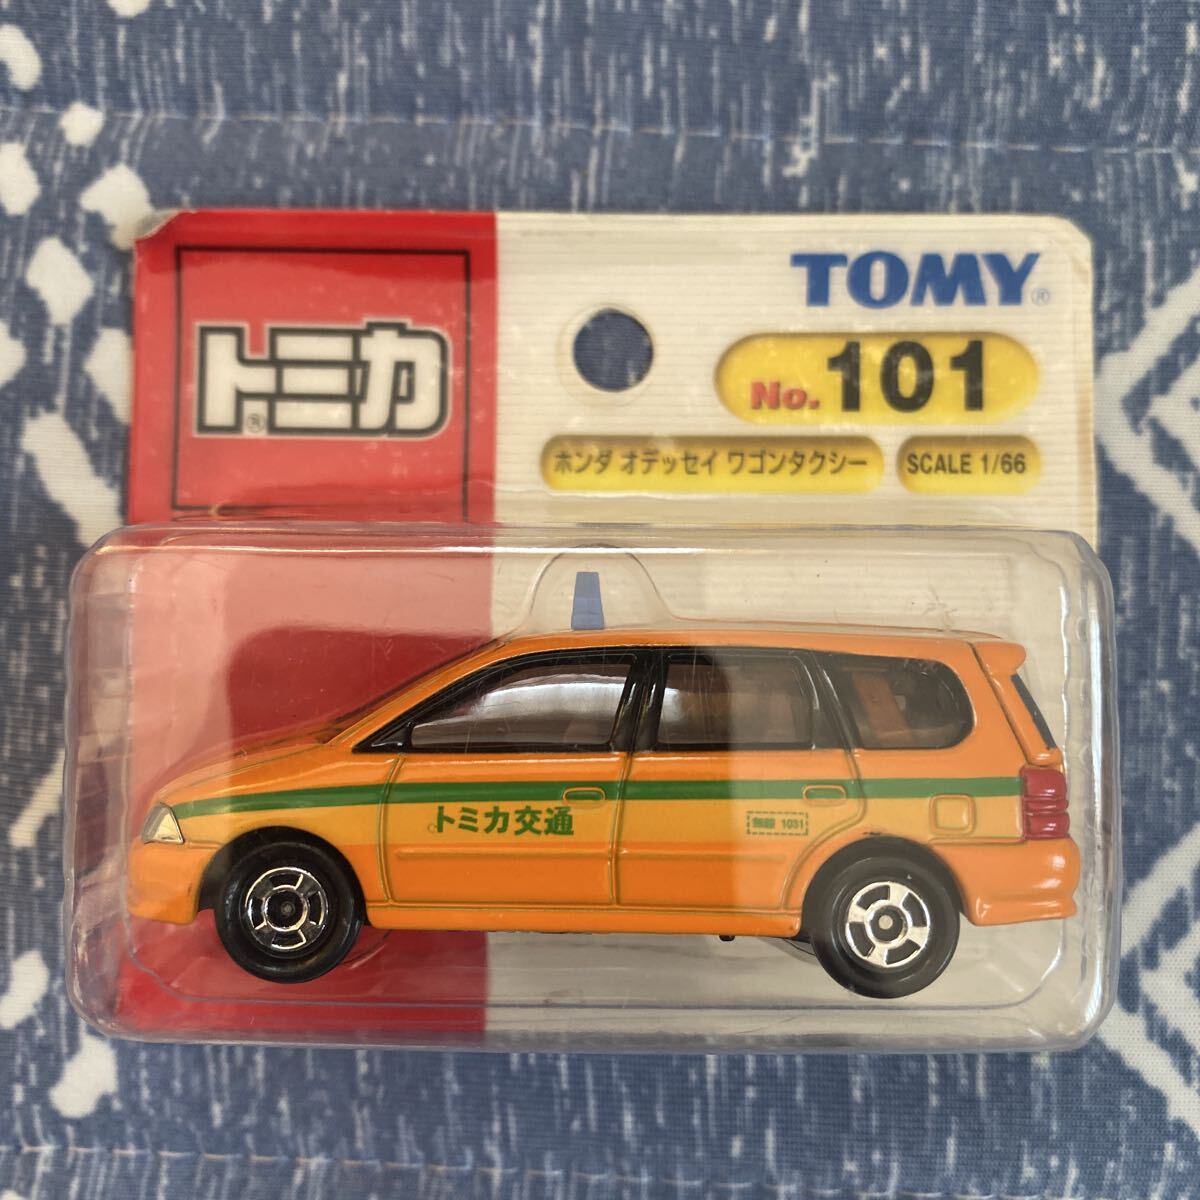 TOMY®
トミカ®
No. 101
ホンダ オデッセイ ワゴンタクシー
SCALE 1/66
トミカ交通
無線 1031